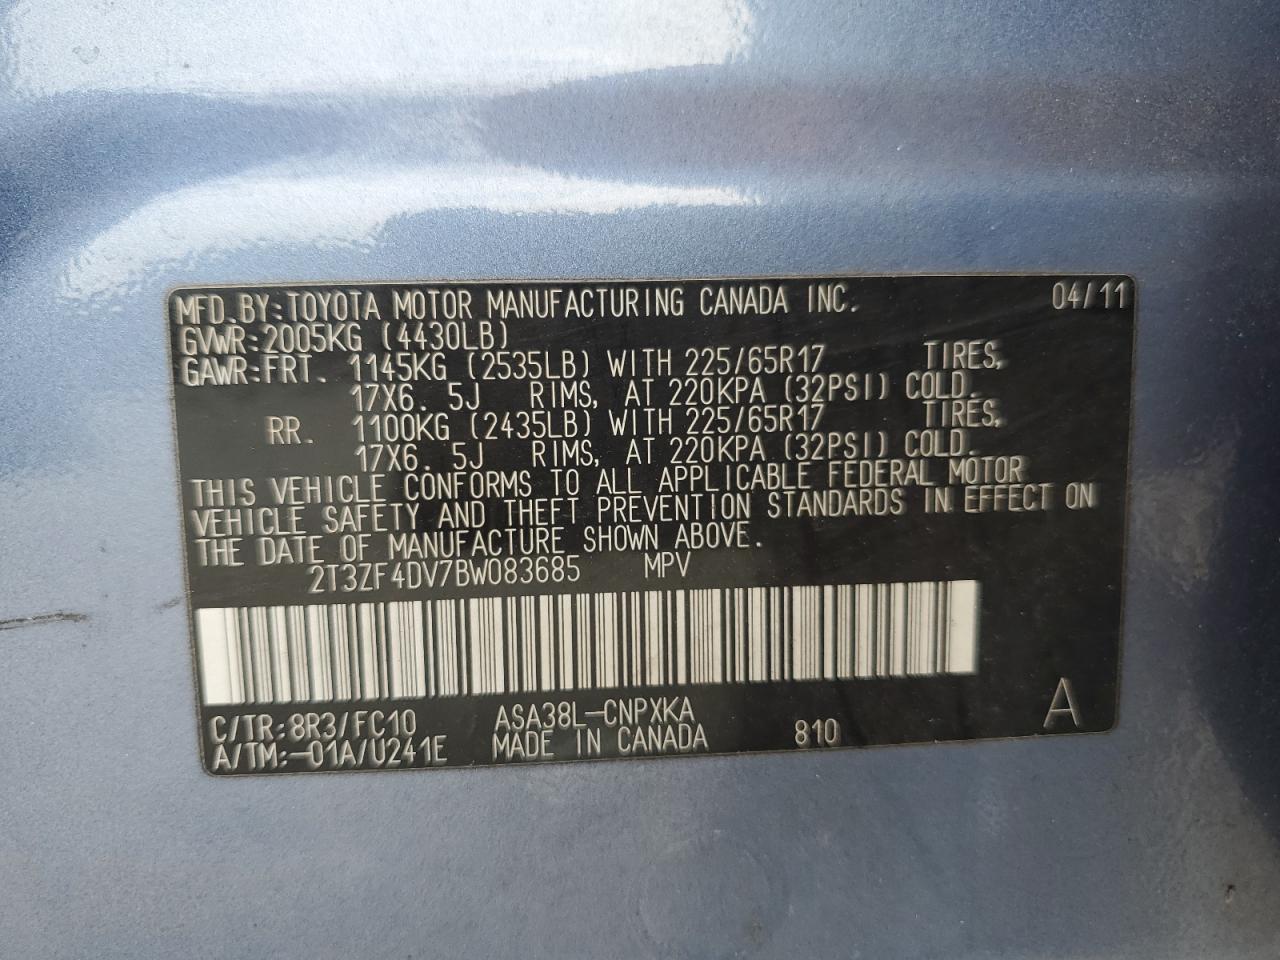 MFD.BY:TOYOTA MOTOR MANUFACTURING CANADA INC. 04/11
GVWR:2005KG (4430LB)
GAWR:FRT. 1145KG (2535LB) WITH 225/65R17 TIRES,
17X6.5J RIMS, AT 220KPA (32PSI) COLD.
RR. 1100KG (2435LB) WITH 225/65R17 TIRES,
17X6.5J RIMS, AT 220KPA (32PSI) COLD.
THIS VEHICLE CONFORMS TO ALL APPLICABLE FEDERAL MOTOR
VEHICLE SAFETY AND THEFT PREVENTION STANDARDS IN EFFECT ON
THE DATE OF MANUFACTURE SHOWN ABOVE.
2T3ZF4DV7BW083685 MPV
C/TR:8R3/FC10 ASA38L-CNPXKA
A/TM:-01A/U241E MADE IN CANADA 810 A